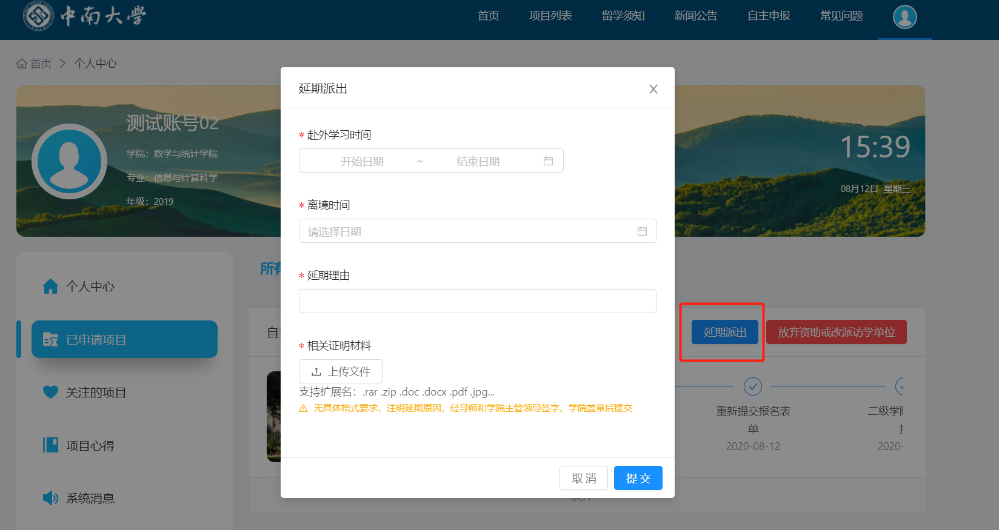 中南大学
首页 项目列表 留学须知 新闻公告 自主申报 常见问题
首页 > 个人中心
测试账号02
学院：数学与统计学院
专业：信息与计算科学
年级：2019
15:39
08月12日 星期三
个人中心
已申请项目
关注的项目
项目心得
系统消息
所有
自主
延期派出 放弃资助或改派访学单位
重新提交报名表
单
2020-08-12
二级学院
2020-
延期派出
* 赴外学习时间
开始日期 ~ 结束日期
* 离境时间
请选择日期
* 延期理由
* 相关证明材料
上传文件
支持扩展名：.rar .zip .doc .docx .pdf .jpg...
无具体格式要求，注明延期原因，经导师和学院主管领导签字、学院盖章后提交
取消 提交